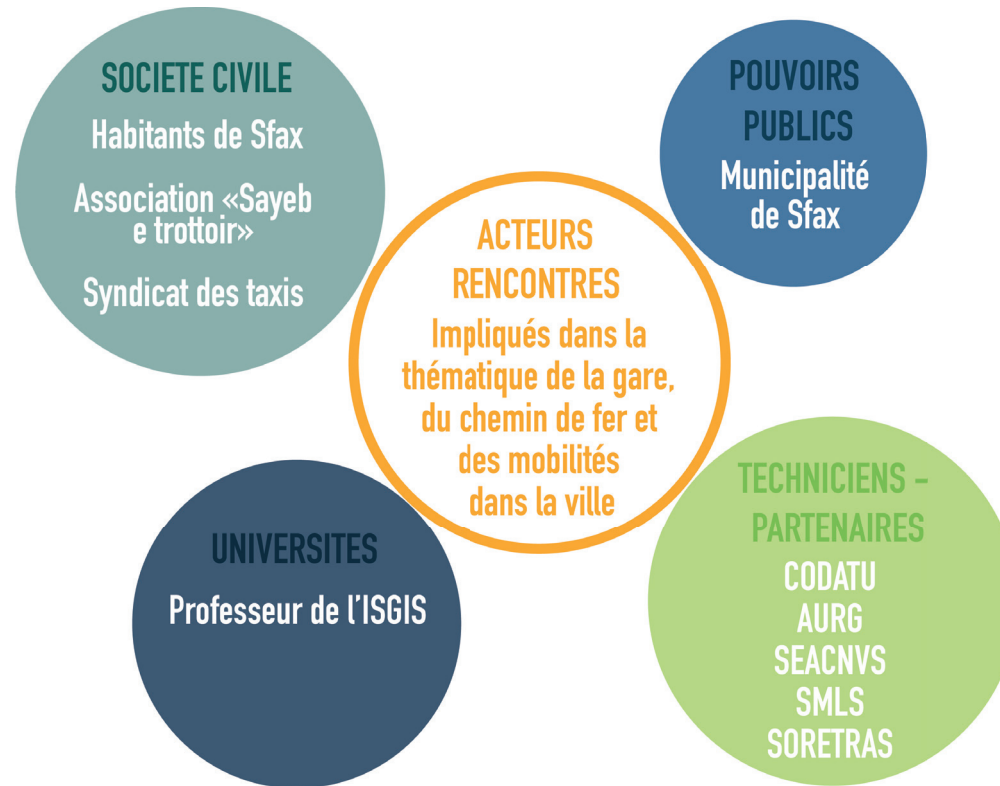 SOCIETE CIVILE
Habitants de Sfax
Association «Sayeb
e trottoir»
Syndicat des taxis
POUVOIRS
PUBLICS
Municipalité
de Sfax
ACTEURS
RENCONTRES
Impliqués dans la
thématique de la gare,
du chemin de fer et
des mobilités
dans la ville
UNIVERSITES
Professeur de l'ISGIS
TECHNICIENS -
PARTENAIRES
CODATU
AURG
SEACNVS
SMLS
SORETRAS